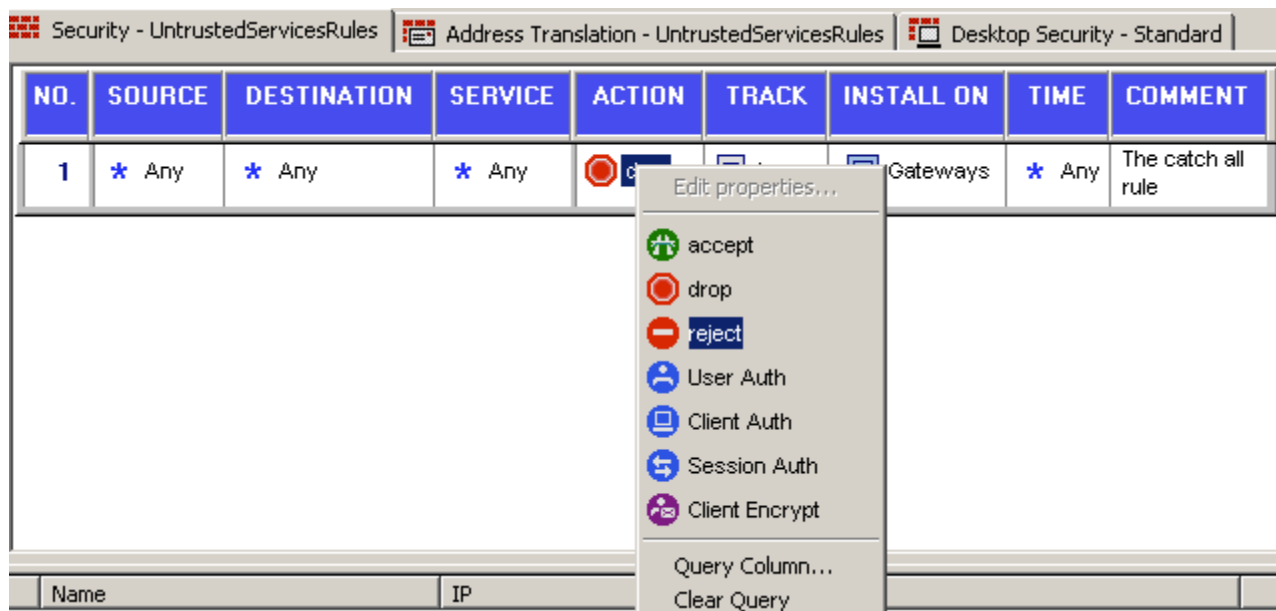 Security - UntrustedServicesRules Address Translation - UntrustedServicesRules Desktop Security - Standard
NO. SOURCE DESTINATION SERVICE ACTION TRACK INSTALL ON TIME COMMENT
1 * Any * Any * Any Gateways * Any The catch all
rule
Edit properties...
accept
drop
reject
User Auth
Client Auth
Session Auth
Client Encrypt
Query Column...
Name IP
Clear Query